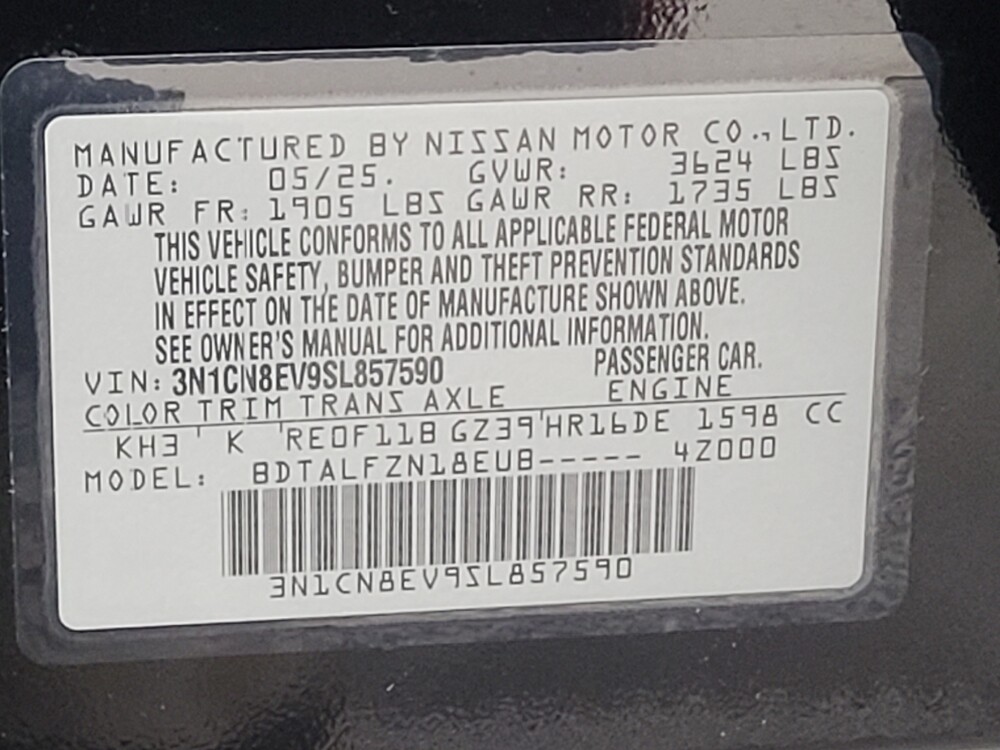 MANUFACTURED BY NISSAN MOTOR CO., LTD.
DATE: 05/25. GVWR: 3624 LBS
GAWR FR: 1905 LBS GAWR RR: 1735 LBS
THIS VEHICLE CONFORMS TO ALL APPLICABLE FEDERAL MOTOR
VEHICLE SAFETY, BUMPER AND THEFT PREVENTION STANDARDS
IN EFFECT ON THE DATE OF MANUFACTURE SHOWN ABOVE.
SEE OWNER'S MANUAL FOR ADDITIONAL INFORMATION.
VIN: 3N1CN8EV9SL857590 PASSENGER CAR.
COLOR TRIM TRANS AXLE ENGINE
KH3 ' K 'RE0F11B GZ39'HR16DE 1598 CC
MODEL: BDTALFZN18EUB----- 4Z000
3N1CN8EV9SL857590